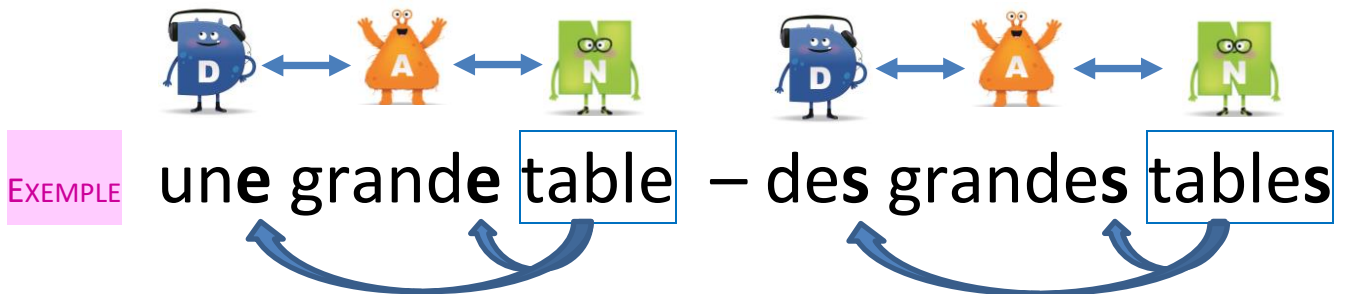 D A N D A N
EXEMPLE une grande table – des grandes tables